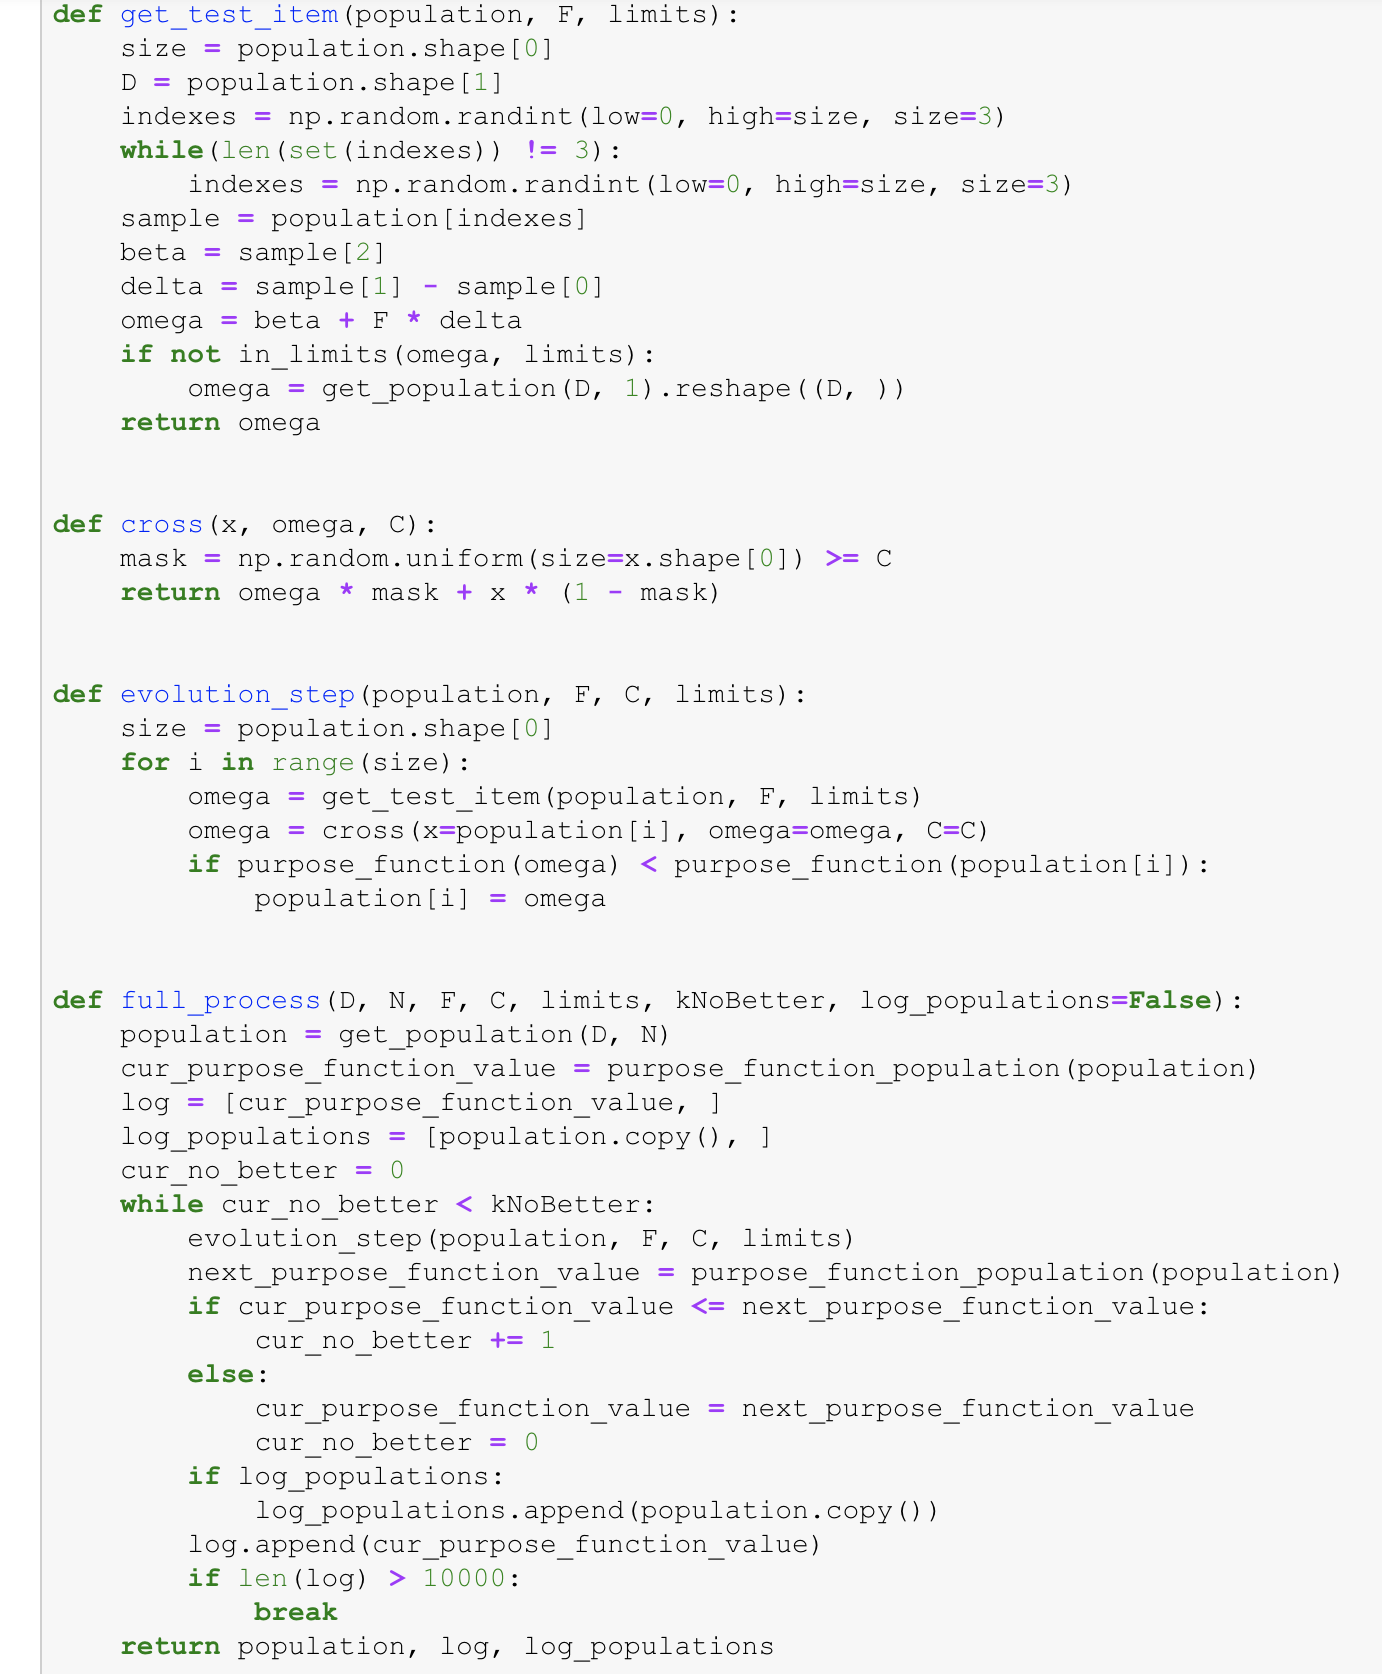 def get_test_item(population, F, limits):
    size = population.shape[0]
    D = population.shape[1]
    indexes = np.random.randint(low=0, high=size, size=3)
    while(len(set(indexes)) != 3):
        indexes = np.random.randint(low=0, high=size, size=3)
    sample = population[indexes]
    beta = sample[2]
    delta = sample[1] - sample[0]
    omega = beta + F * delta
    if not in_limits(omega, limits):
        omega = get_population(D, 1).reshape((D, ))
    return omega
def cross(x, omega, C):
    mask = np.random.uniform(size=x.shape[0]) >= C
    return omega * mask + x * (1 - mask)
def evolution_step(population, F, C, limits):
    size = population.shape[0]
    for i in range(size):
        omega = get_test_item(population, F, limits)
        omega = cross(x=population[i], omega=omega, C=C)
        if purpose_function(omega) < purpose_function(population[i]):
            population[i] = omega
def full_process(D, N, F, C, limits, kNoBetter, log_populations=False):
    population = get_population(D, N)
    cur_purpose_function_value = purpose_function_population(population)
    log = [cur_purpose_function_value, ]
    log_populations = [population.copy(), ]
    cur_no_better = 0
    while cur_no_better < kNoBetter:
        evolution_step(population, F, C, limits)
        next_purpose_function_value = purpose_function_population(population)
        if cur_purpose_function_value <= next_purpose_function_value:
            cur_no_better += 1
        else:
            cur_purpose_function_value = next_purpose_function_value
            cur_no_better = 0
        if log_populations:
            log_populations.append(population.copy())
        log.append(cur_purpose_function_value)
        if len(log) > 10000:
            break
    return population, log, log_populations